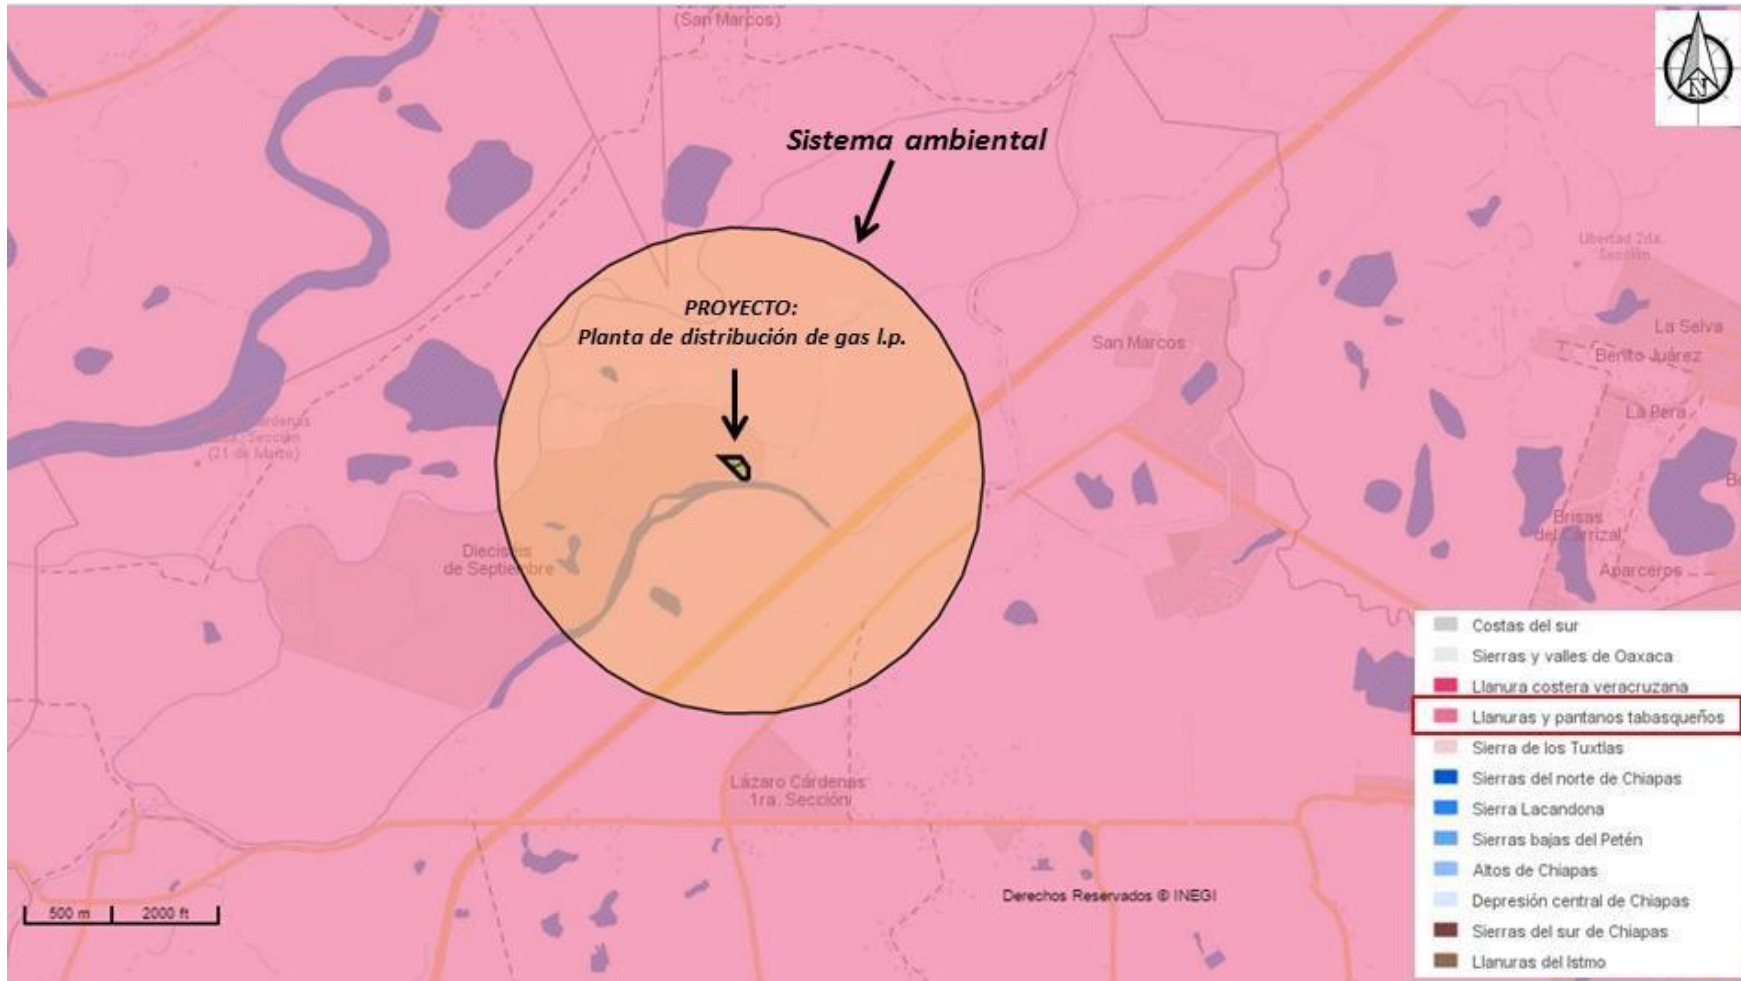 (San Marcos)
N
Sistema ambiental
Libertad 2da.
Sección
PROYECTO:
Planta de distribución de gas l.p.
La Selva
San Marcos
Benito Juárez
La Pera
Sección
(21 de Marzo)
Brisas
del Carrizal
Dieciséis
de Septiembre
Aparceros
Lázaro Cárdenas
1ra. Sección
Derechos Reservados © INEGI
500 m
2000 ft
Costas del sur
Sierras y valles de Oaxaca
Llanura costera veracruzana
Llanuras y pantanos tabasqueños
Sierra de los Tuxtlas
Sierras del norte de Chiapas
Sierra Lacandona
Sierras bajas del Petén
Altos de Chiapas
Depresión central de Chiapas
Sierras del sur de Chiapas
Llanuras del Istmo